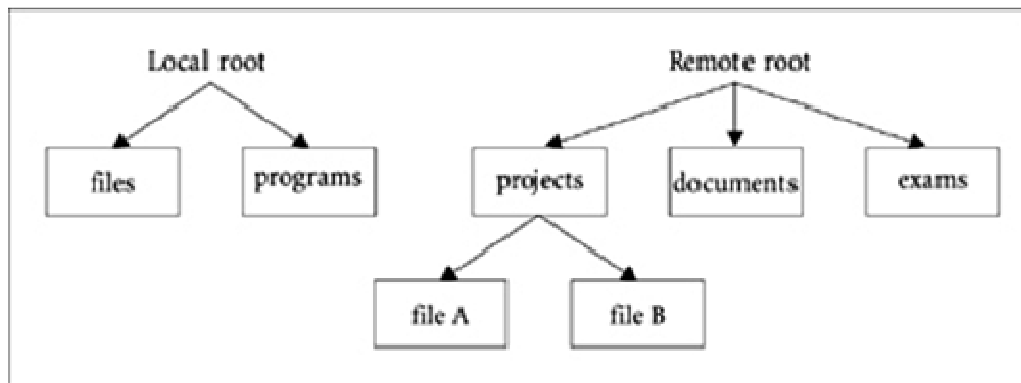 Local root
Remote root
files
programs
projects
documents
exams
file A
file B